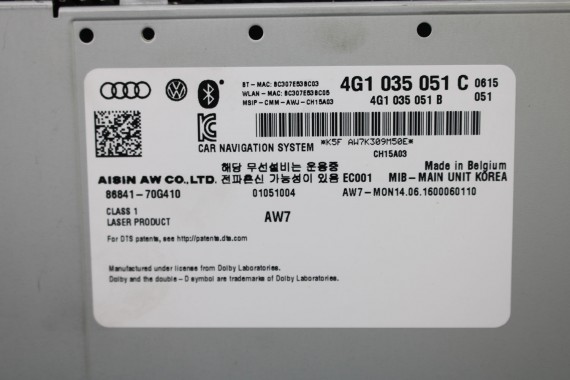 BT - MAC: BC307E53BC03
WLAN - MAC: BC307E53BC05
MSIP-CMM-AWJ-CH15A03
4G1 035 051 C 0615
4G1 035 051 B 051
*K5F AW7K309M50E*
CAR NAVIGATION SYSTEM
CH15A03
해당 무선설비는 운용중
Made in Belgium
AISIN AW CO., LTD. 전파혼신 가능성이 있음 EC001 MIB-MAIN UNIT KOREA
86841-70G410 01051004 AW7-MON14.06.1600060110
CLASS 1
LASER PRODUCT
AW7
For DTS patents, see http://patents.dts.com
Manufactured under license from Dolby Laboratories.
Dolby and the double-D symbol are trademarks of Dolby Laboratories.